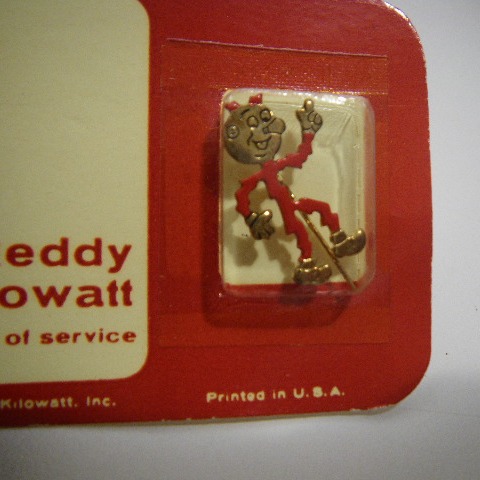 eddy
owatt
of service
Kilowatt, Inc.
Printed in U.S.A.